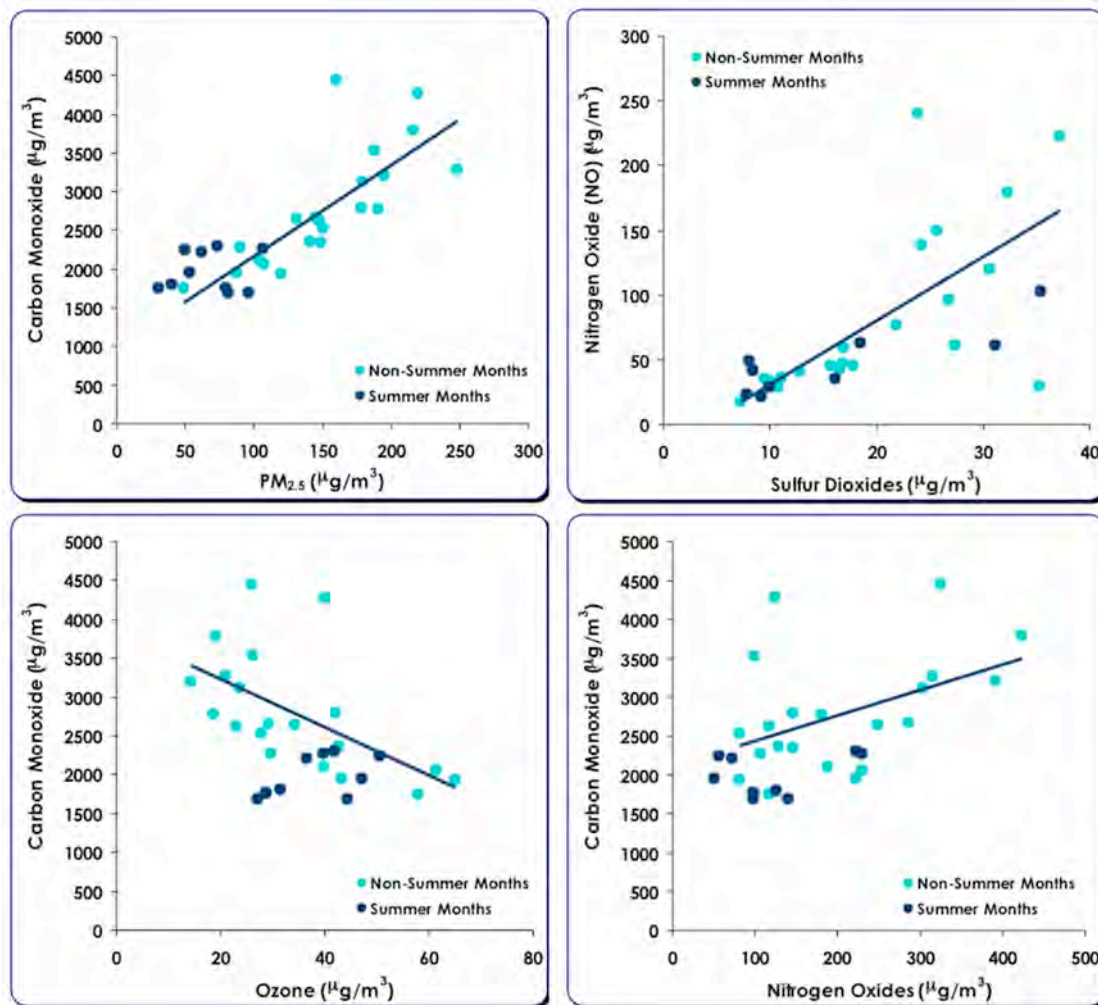 5000
4500
4000
3500
3000
2500
2000
1500
1000
500
0
Carbon Monoxide (µg/m³)
Non-Summer Months
Summer Months
0 50 100 150 200 250 300
PM₂.₅ (µg/m³)
300
250
200
150
100
50
0
Nitrogen Oxide (NO) (µg/m³)
Non-Summer Months
Summer Months
0 10 20 30 40
Sulfur Dioxides (µg/m³)
5000
4500
4000
3500
3000
2500
2000
1500
1000
500
0
Carbon Monoxide (µg/m³)
Non-Summer Months
Summer Months
0 20 40 60 80
Ozone (µg/m³)
5000
4500
4000
3500
3000
2500
2000
1500
1000
500
0
Carbon Monoxide (µg/m³)
Non-Summer Months
Summer Months
0 100 200 300 400 500
Nitrogen Oxides (µg/m³)